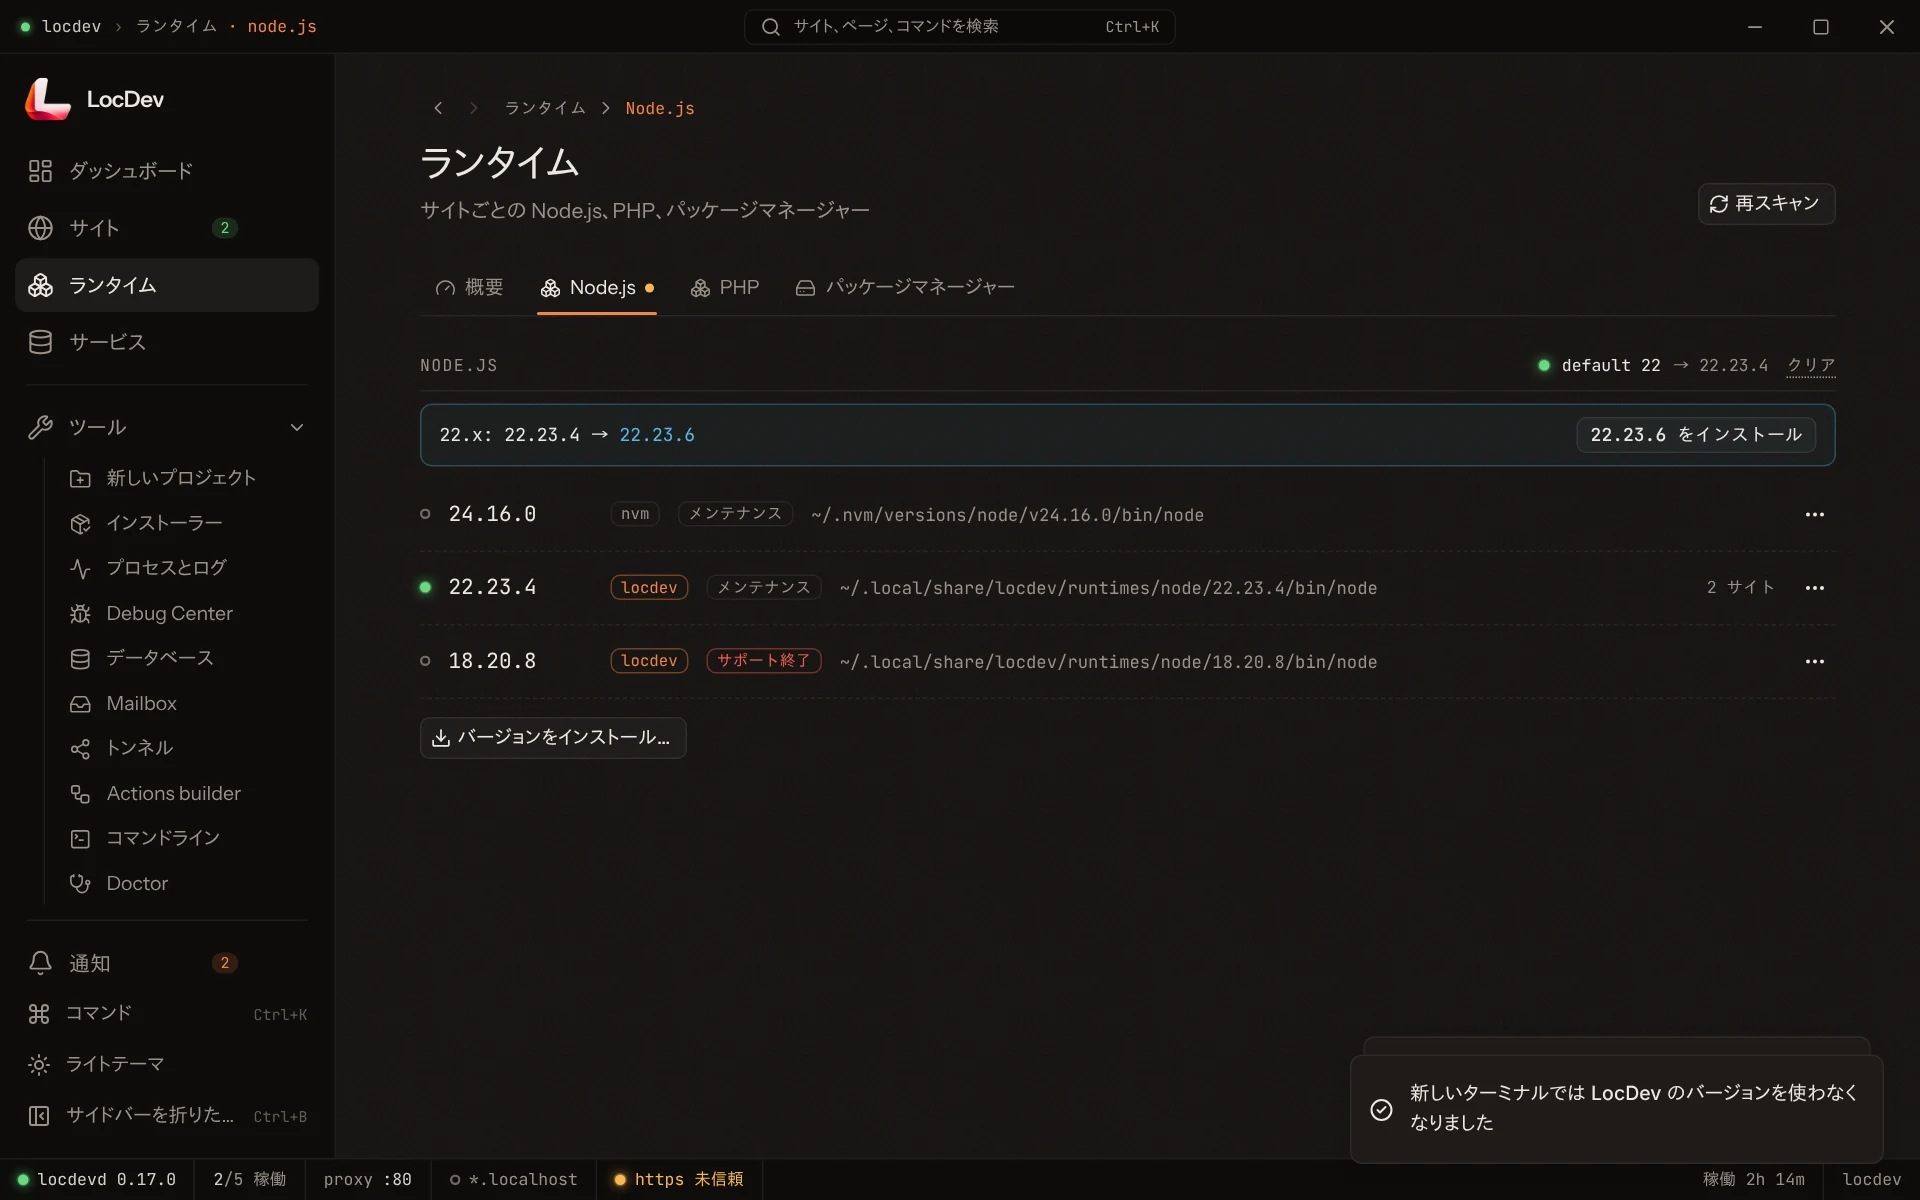 locdev › ランタイム · node.js
サイト、ページ、コマンドを検索 Ctrl+K
LocDev
ダッシュボード
サイト 2
ランタイム
サービス
ツール
新しいプロジェクト
インストーラー
プロセスとログ
Debug Center
データベース
Mailbox
トンネル
Actions builder
コマンドライン
Doctor
通知 2
コマンド Ctrl+K
ライトテーマ
サイドバーを折りた... Ctrl+B
ランタイム > Node.js
ランタイム
サイトごとの Node.js、PHP、パッケージマネージャー
再スキャン
概要 Node.js PHP パッケージマネージャー
NODE.JS default 22 → 22.23.4 クリア
22.x: 22.23.4 → 22.23.6 22.23.6 をインストール
24.16.0 nvm メンテナンス ~/.nvm/versions/node/v24.16.0/bin/node
22.23.4 locdev メンテナンス ~/.local/share/locdev/runtimes/node/22.23.4/bin/node 2 サイト
18.20.8 locdev サポート終了 ~/.local/share/locdev/runtimes/node/18.20.8/bin/node
バージョンをインストール...
新しいターミナルでは LocDev のバージョンを使わなく
なりました
locdevd 0.17.0 2/5 稼働 proxy :80 *.localhost https 未信頼 稼働 2h 14m locdev